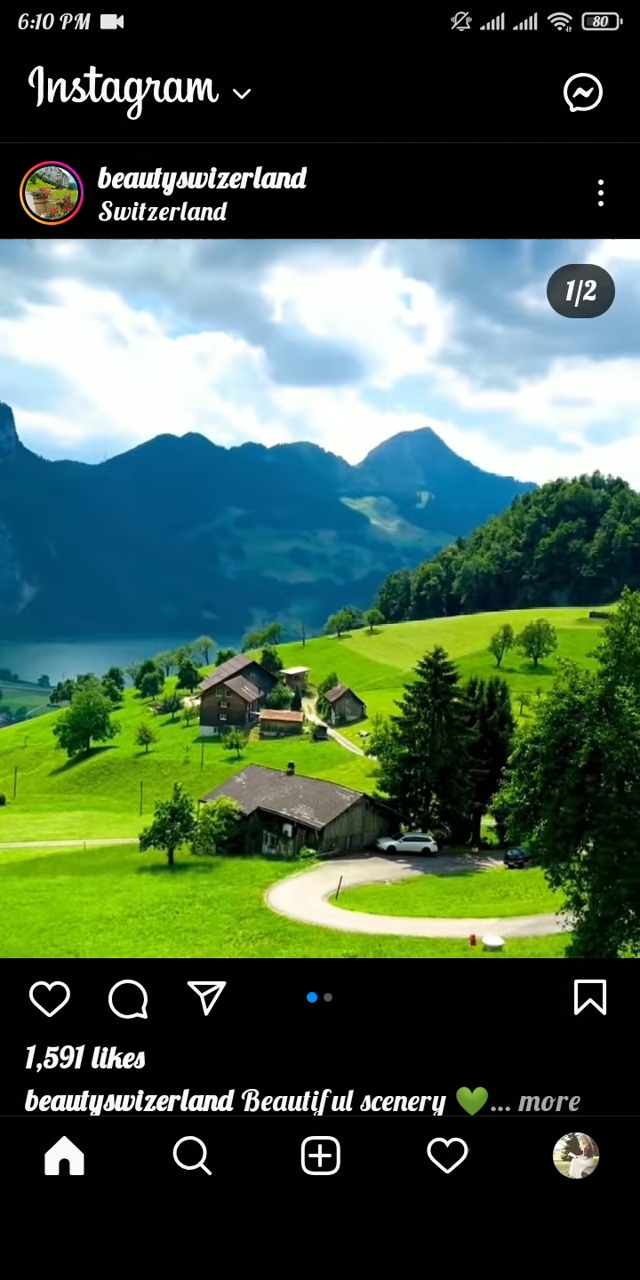 6:10 PM 80
Instagram
beautyswizerland
Switzerland
1/2
1,591 likes
beautyswizerland Beautiful scenery 💚... more